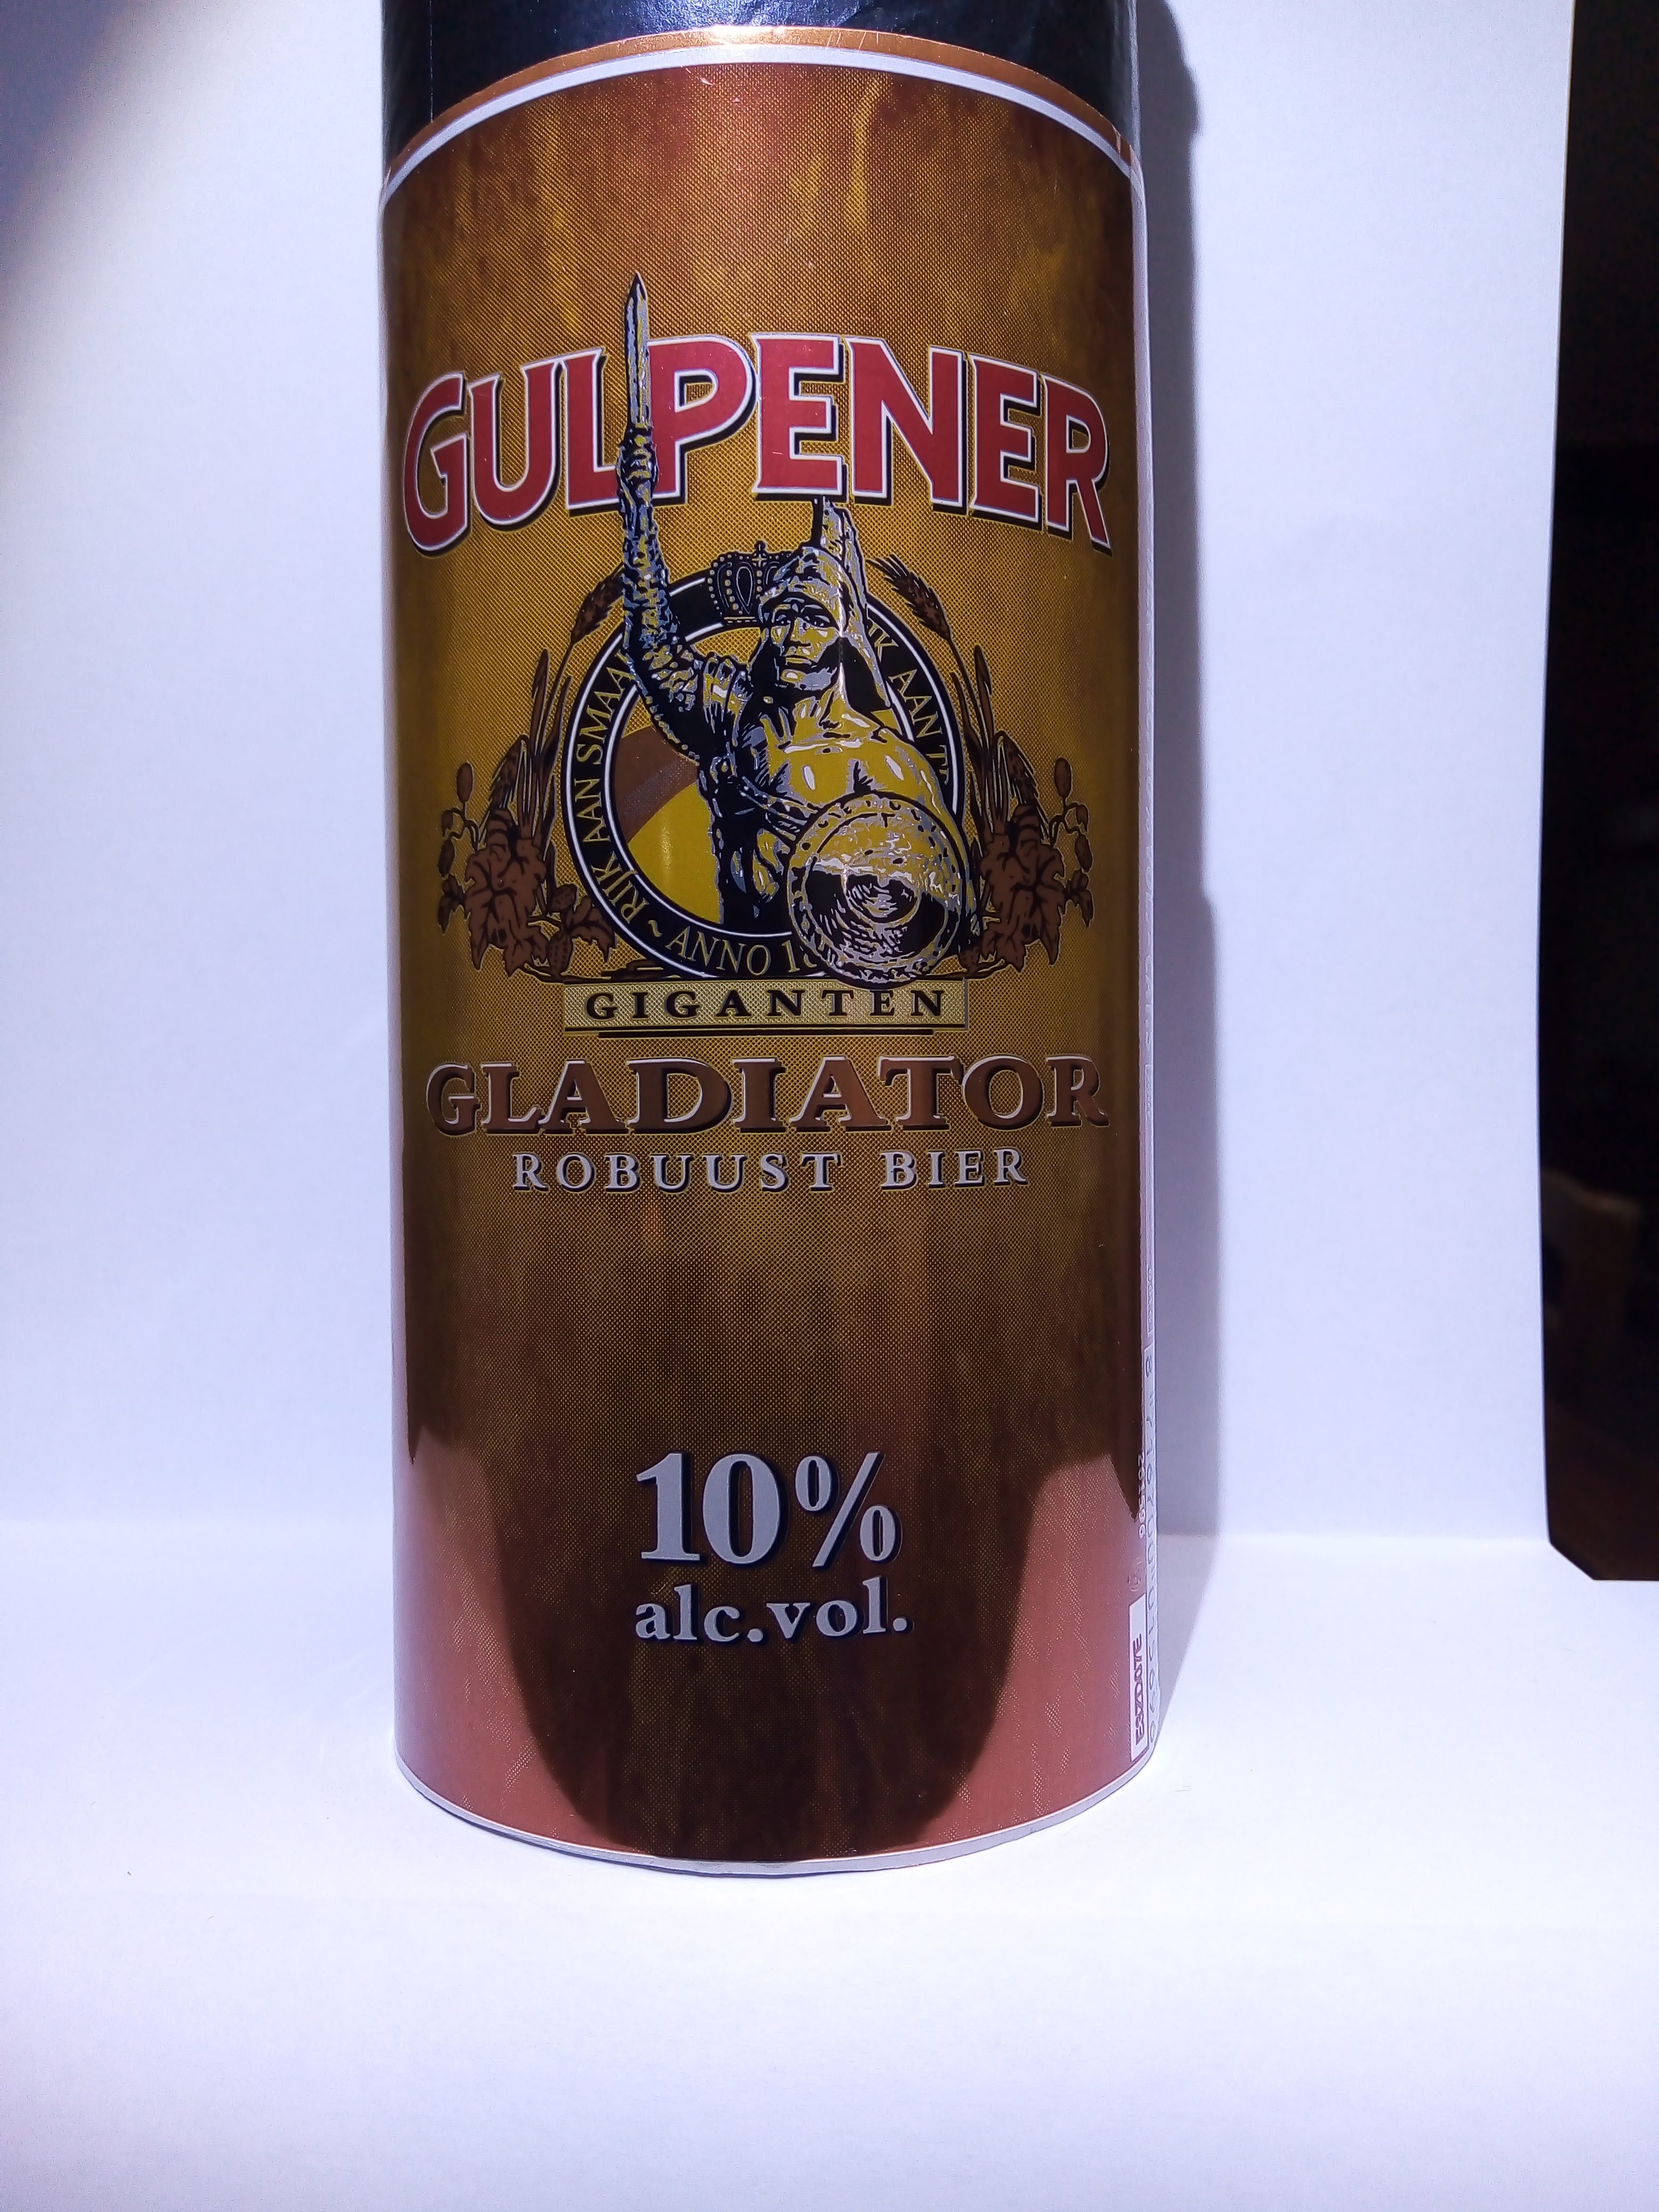 GULPENER
RIJK AAN SMAAK
~ ANNO
GIGANTEN
GLADIATOR
ROBUUST BIER
10%
alc.vol.